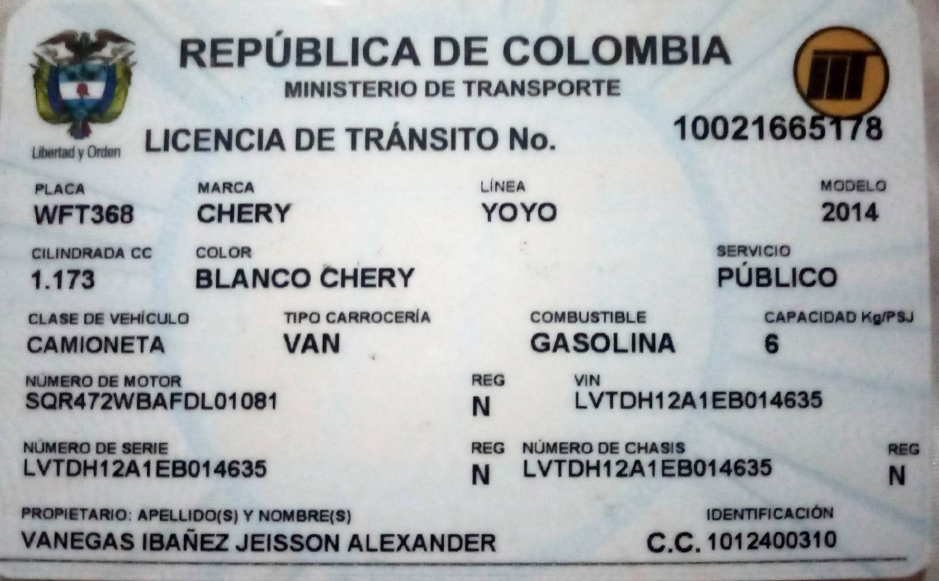 REPÚBLICA DE COLOMBIA
MINISTERIO DE TRANSPORTE
Libertad y Orden
LICENCIA DE TRÁNSITO No. 10021665178
PLACA MARCA LÍNEA MODELO
WFT368 CHERY YOYO 2014
CILINDRADA CC COLOR SERVICIO
1.173 BLANCO CHERY PÚBLICO
CLASE DE VEHÍCULO TIPO CARROCERÍA COMBUSTIBLE CAPACIDAD Kg/PSJ
CAMIONETA VAN GASOLINA 6
NÚMERO DE MOTOR REG VIN
SQR472WBAFDL01081 N LVTDH12A1EB014635
NÚMERO DE SERIE REG NÚMERO DE CHASIS REG
LVTDH12A1EB014635 N LVTDH12A1EB014635 N
PROPIETARIO: APELLIDO(S) Y NOMBRE(S) IDENTIFICACIÓN
VANEGAS IBAÑEZ JEISSON ALEXANDER C.C. 1012400310